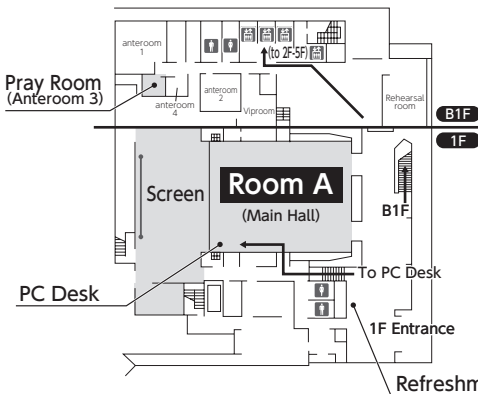 anteroom
1
(to 2F-5F)
Pray Room
(Anteroom 3)
anteroom
4
anteroom
2
Viproom
Rehearsal
room
B1F
1F
Screen
Room A
(Main Hall)
B1F
To PC Desk
PC Desk
1F Entrance